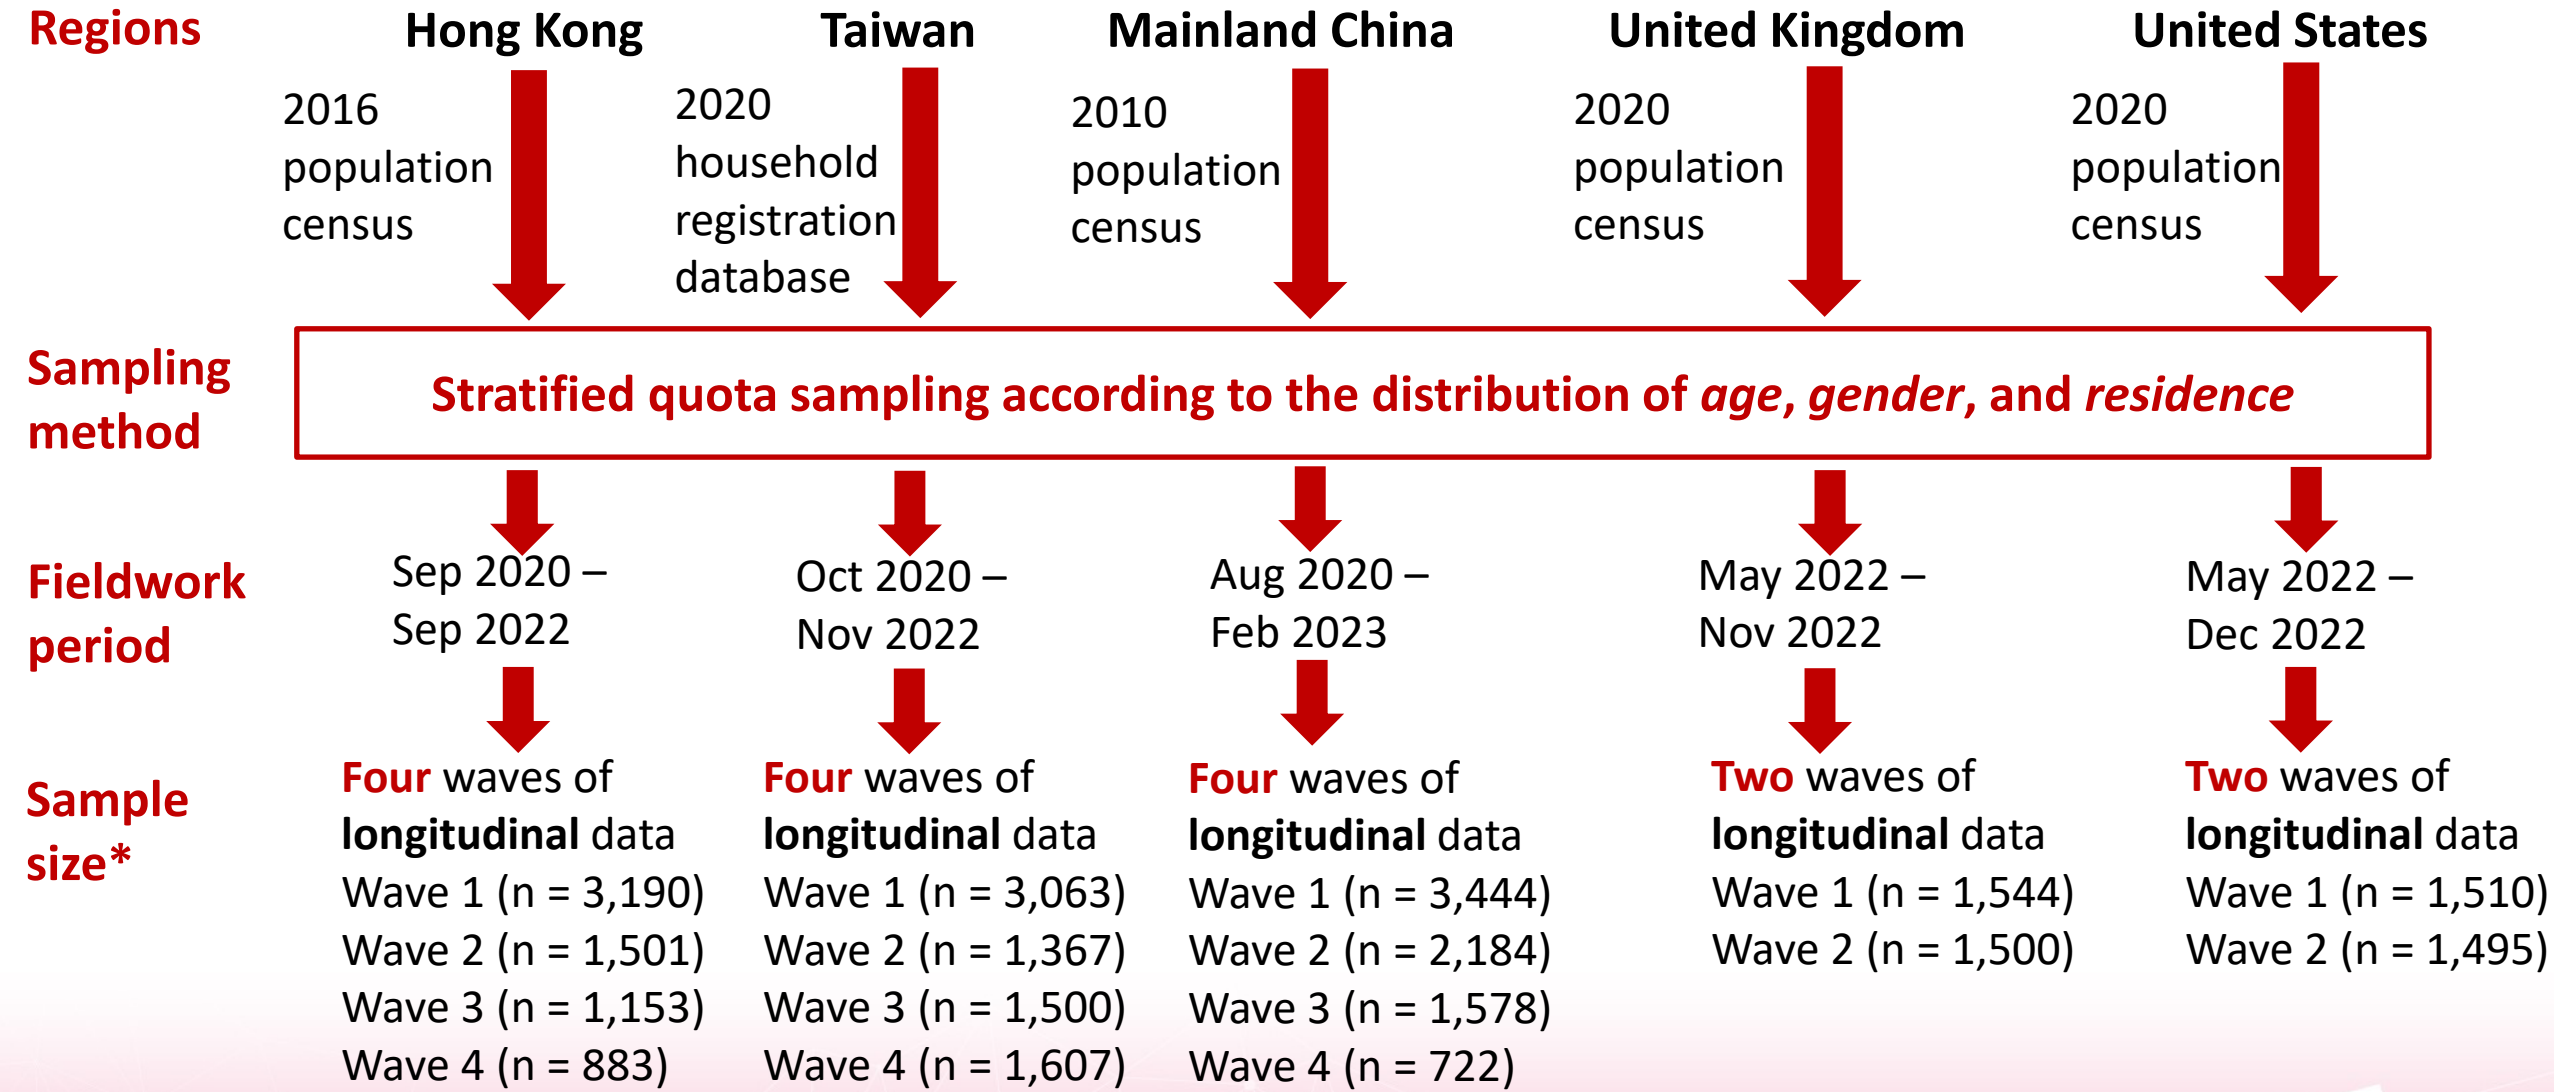 Regions
Hong Kong
Taiwan
Mainland China
United Kingdom
United States
2016
population
census
2020
household
registration
database
2010
population
census
2020
population
census
2020
population
census
Sampling
method
Stratified quota sampling according to the distribution of age, gender, and residence
Fieldwork
period
Sep 2020 –
Sep 2022
Oct 2020 –
Nov 2022
Aug 2020 –
Feb 2023
May 2022 –
Nov 2022
May 2022 –
Dec 2022
Sample
size*
Four waves of
longitudinal data
Wave 1 (n = 3,190)
Wave 2 (n = 1,501)
Wave 3 (n = 1,153)
Wave 4 (n = 883)
Four waves of
longitudinal data
Wave 1 (n = 3,063)
Wave 2 (n = 1,367)
Wave 3 (n = 1,500)
Wave 4 (n = 1,607)
Four waves of
longitudinal data
Wave 1 (n = 3,444)
Wave 2 (n = 2,184)
Wave 3 (n = 1,578)
Wave 4 (n = 722)
Two waves of
longitudinal data
Wave 1 (n = 1,544)
Wave 2 (n = 1,500)
Two waves of
longitudinal data
Wave 1 (n = 1,510)
Wave 2 (n = 1,495)